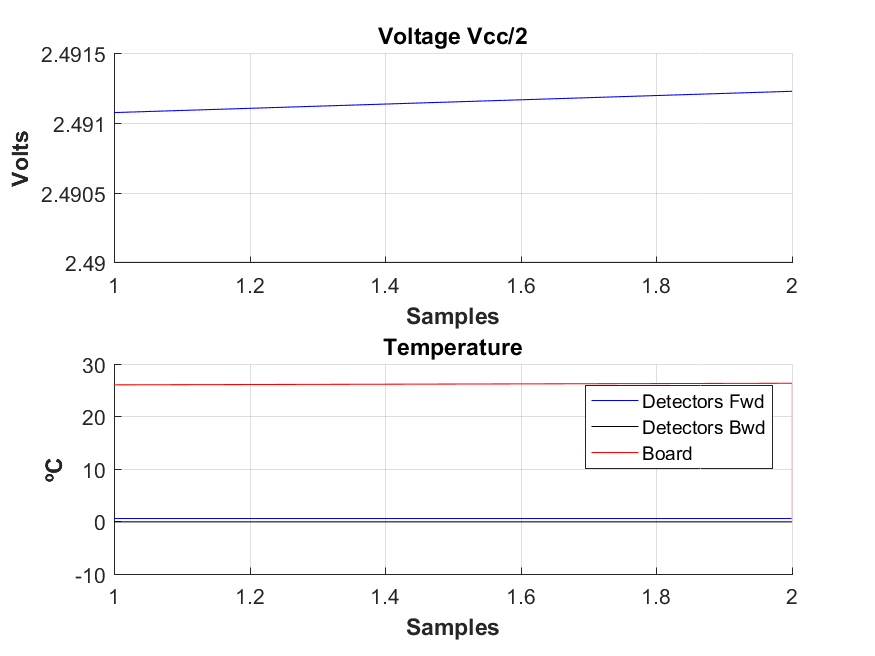 Voltage Vcc/2
2.4915
2.491
2.4905
2.49
Volts
1 1.2 1.4 1.6 1.8 2
Samples
Temperature
30
20
10
0
-10
ºC
Detectors Fwd
Detectors Bwd
Board
1 1.2 1.4 1.6 1.8 2
Samples